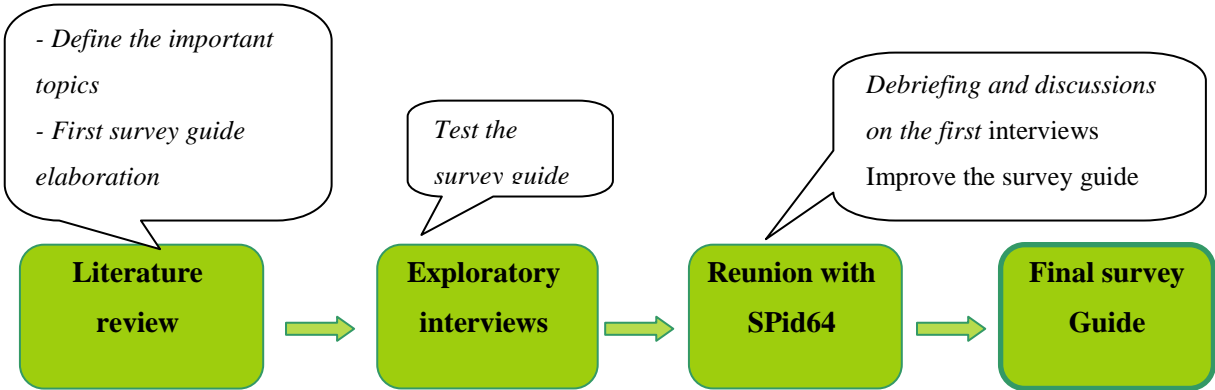 - Define the important
topics
- First survey guide
elaboration
Test the
survey guide
Debriefing and discussions
on the first interviews
Improve the survey guide
Literature
review
Exploratory
interviews
Reunion with
SPid64
Final survey
Guide